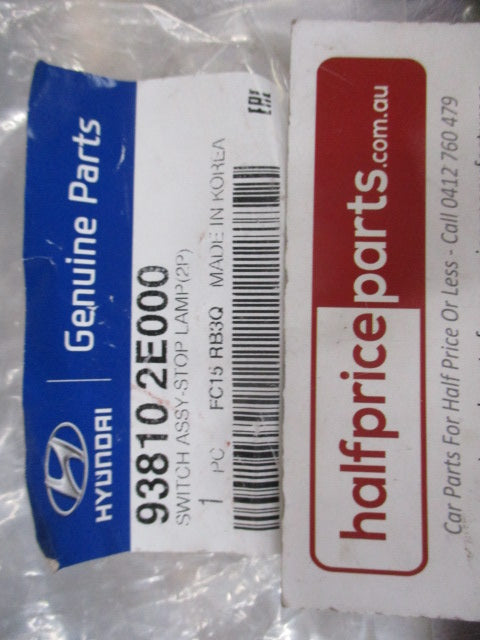 HYUNDAI | Genuine Parts
93810 2E000
SWITCH ASSY-STOP LAMP(2P)
1 PC FC15 RB3Q MADE IN KOREA
EAC
halfpriceparts.com.au
Car Parts For Half Price Or Less - Call 0412 760 479